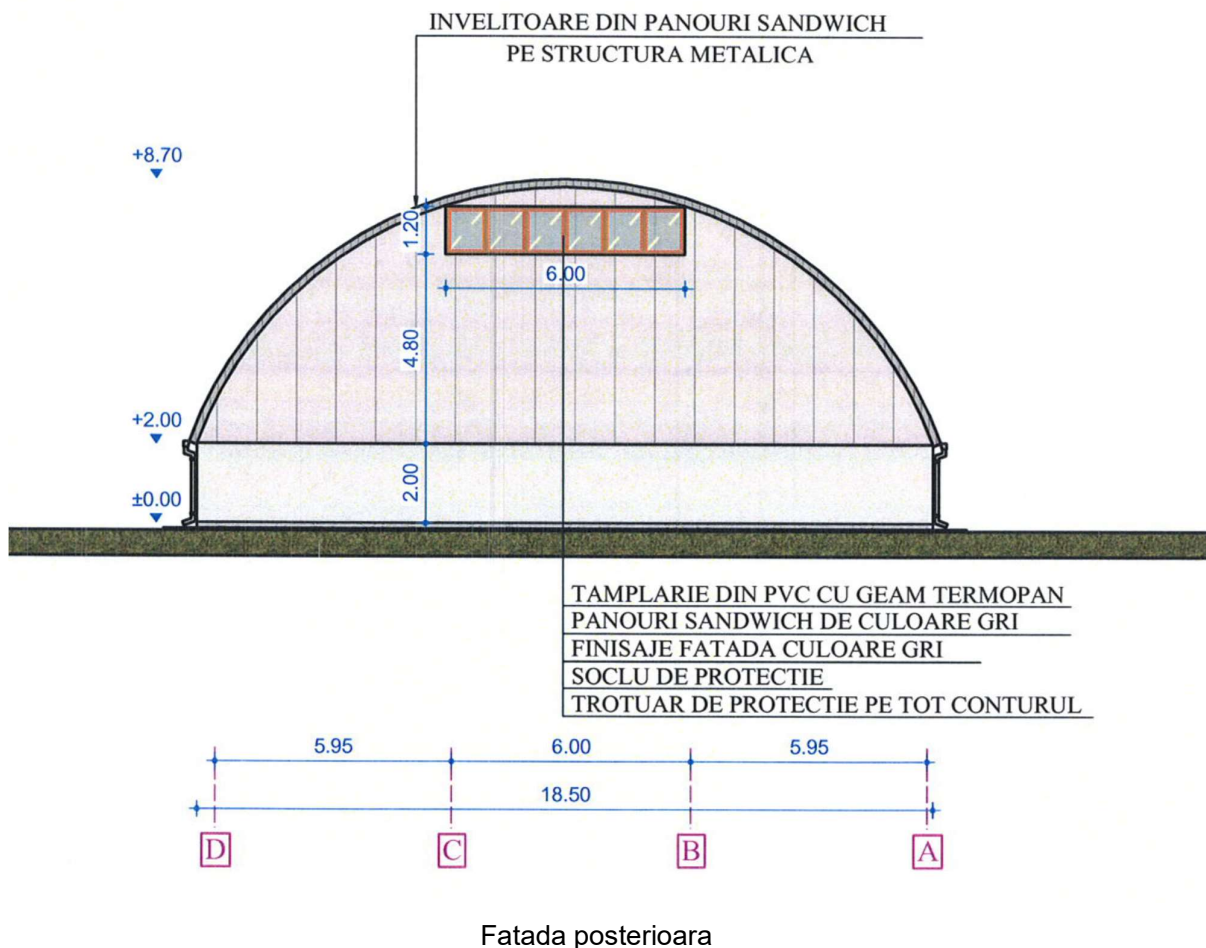 INVELITOARE DIN PANOURI SANDWICH
PE STRUCTURA METALICA
+8.70
1.20
6.00
4.80
+2.00
2.00
±0.00
TAMPLARIE DIN PVC CU GEAM TERMOPAN
PANOURI SANDWICH DE CULOARE GRI
FINISAJE FATADA CULOARE GRI
SOCLU DE PROTECTIE
TROTUAR DE PROTECTIE PE TOT CONTURUL
5.95 6.00 5.95
18.50
D C B A
Fatada posterioara